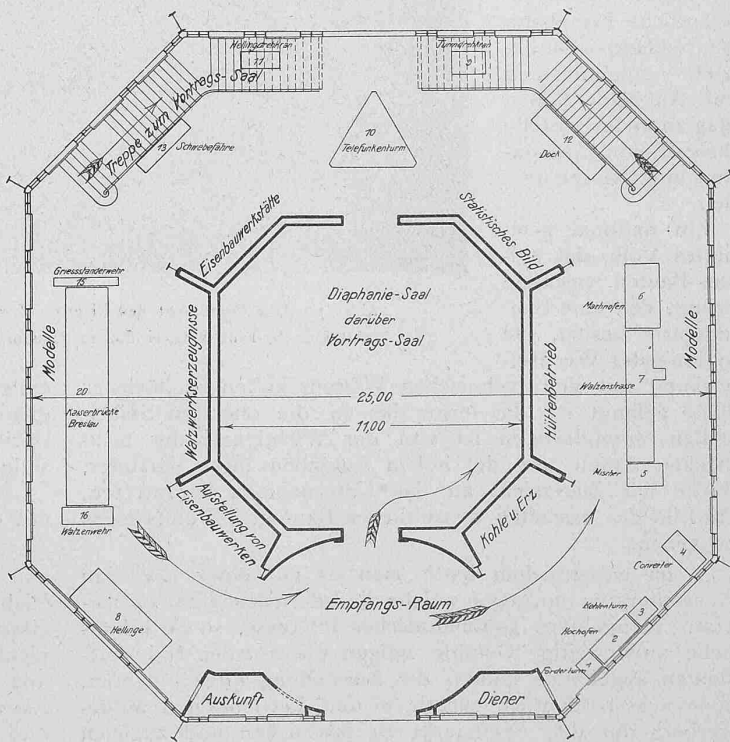 Hellingdrehkran
11
Turmdrehkran
9
Treppe zum Vortrags-Saal
13
Schwebefähre
10
Telefunkenturm
12
Dock
Eisenbauwerkstätte
Statistisches Bild
Griesständerwehr
15
Diaphanie-Saal
darüber
Vortrags-Saal
6
Martinofen
Modelle
Walzwerkserzeugnisse
Hüttenbetrieb
Modelle
7
Walzenstrasse
20
Kaiserbrücke
Breslau
25,00
11,00
Mischer
5
16
Walzenwehr
Aufstellung von
Eisenbauwerken
Kohle u. Erz
4
Converter
Empfangs-Raum
8
Hellinge
Kohlenturm
3
Hochofen
2
Förderturm
1
Auskunft
Diener